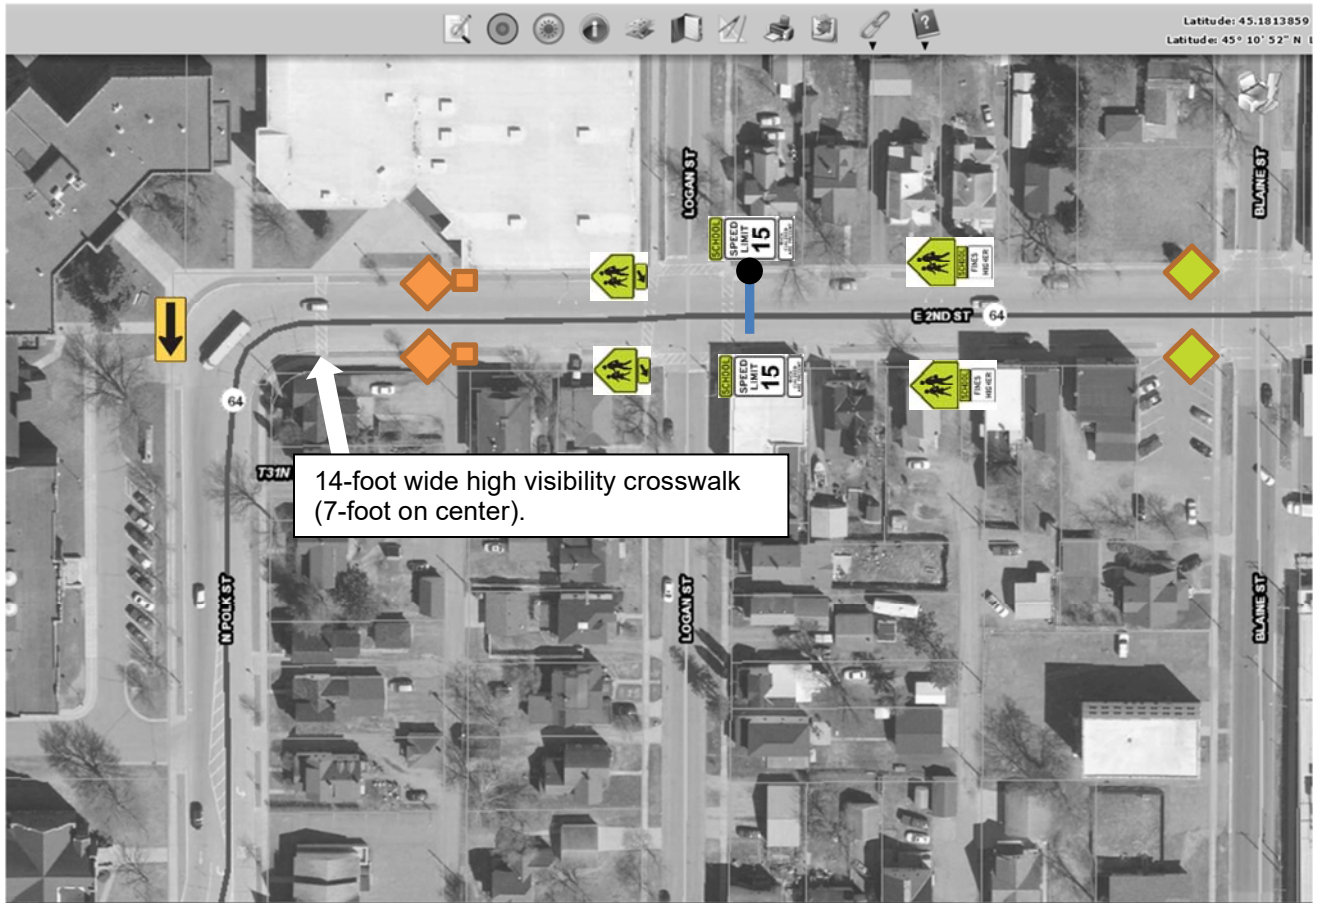 Latitude: 45.1813859
Latitude: 45° 10' 52" N
LOGAN ST
BLAINE ST
SCHOOL
SPEED
LIMIT
15
SCHOOL
FINES
HIGHER
E 2ND ST
64
SCHOOL
SPEED
LIMIT
15
SCHOOL
FINES
HIGHER
64
T31N
14-foot wide high visibility crosswalk
(7-foot on center).
N POLK ST
LOGAN ST
BLAINE ST